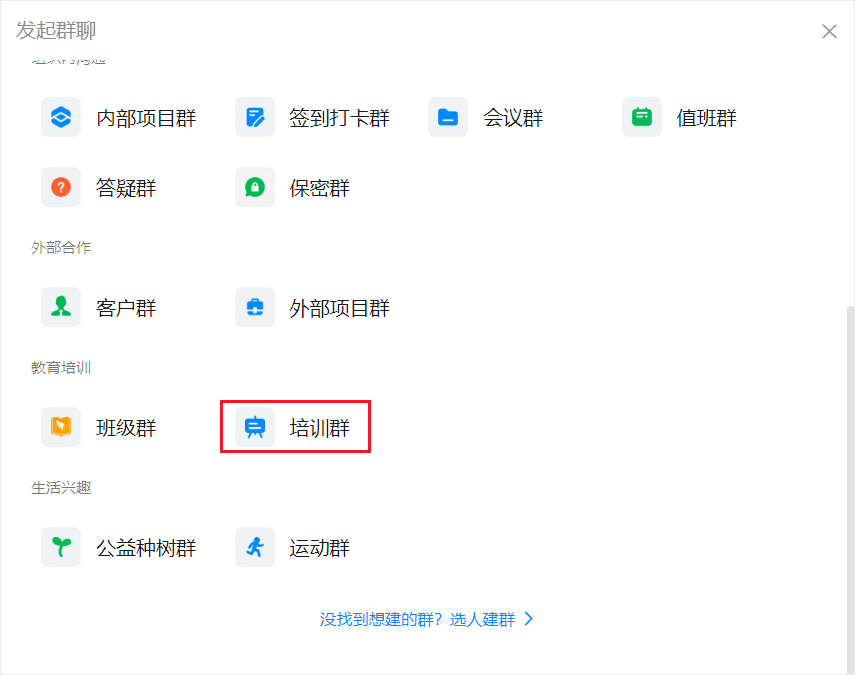 发起群聊
内部项目群 签到打卡群 会议群 值班群
答疑群 保密群
外部合作
客户群 外部项目群
教育培训
班级群 培训群
生活兴趣
公益种树群 运动群
没找到想建的群？选人建群